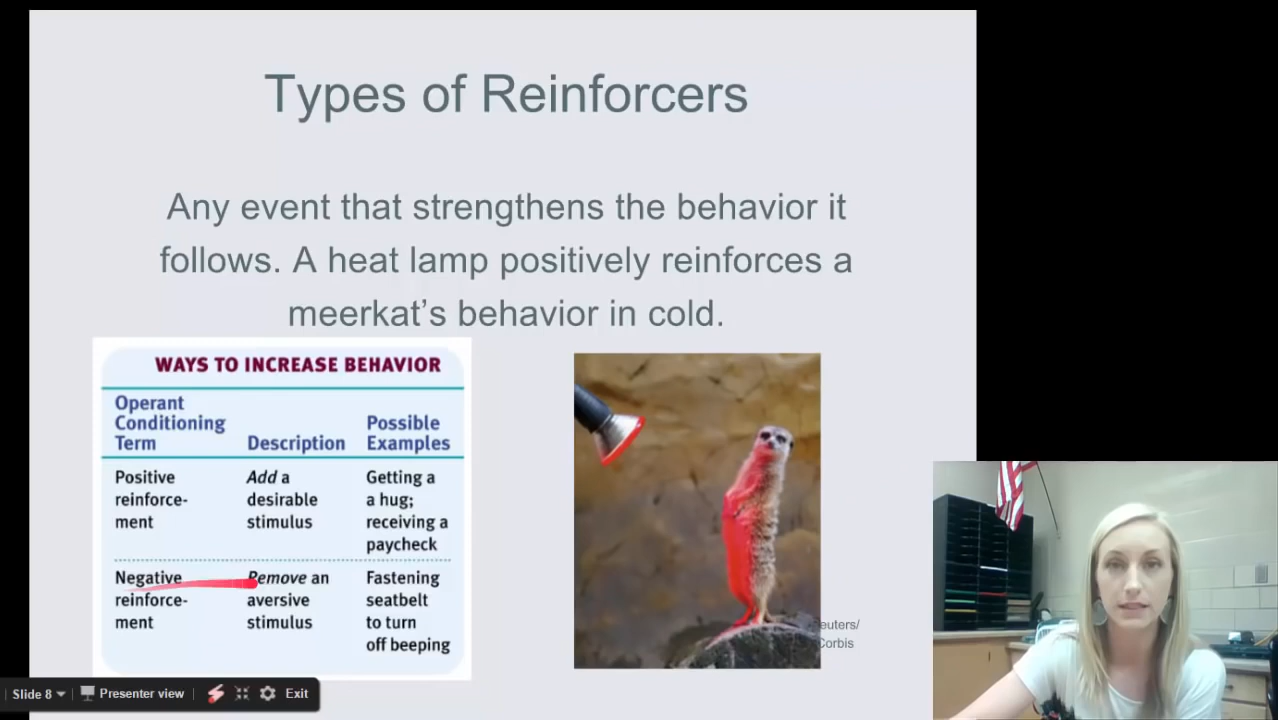 Types of Reinforcers
Any event that strengthens the behavior it
follows. A heat lamp positively reinforces a
meerkat’s behavior in cold.
WAYS TO INCREASE BEHAVIOR
Operant
Conditioning
Term
Description
Possible
Examples
Positive
reinforce-
ment
Add a
desirable
stimulus
Getting a
a hug;
receiving a
paycheck
Negative
reinforce-
ment
Remove an
aversive
stimulus
Fastening
seatbelt
to turn
off beeping
euters/
Corbis
Slide 8
Presenter view
Exit